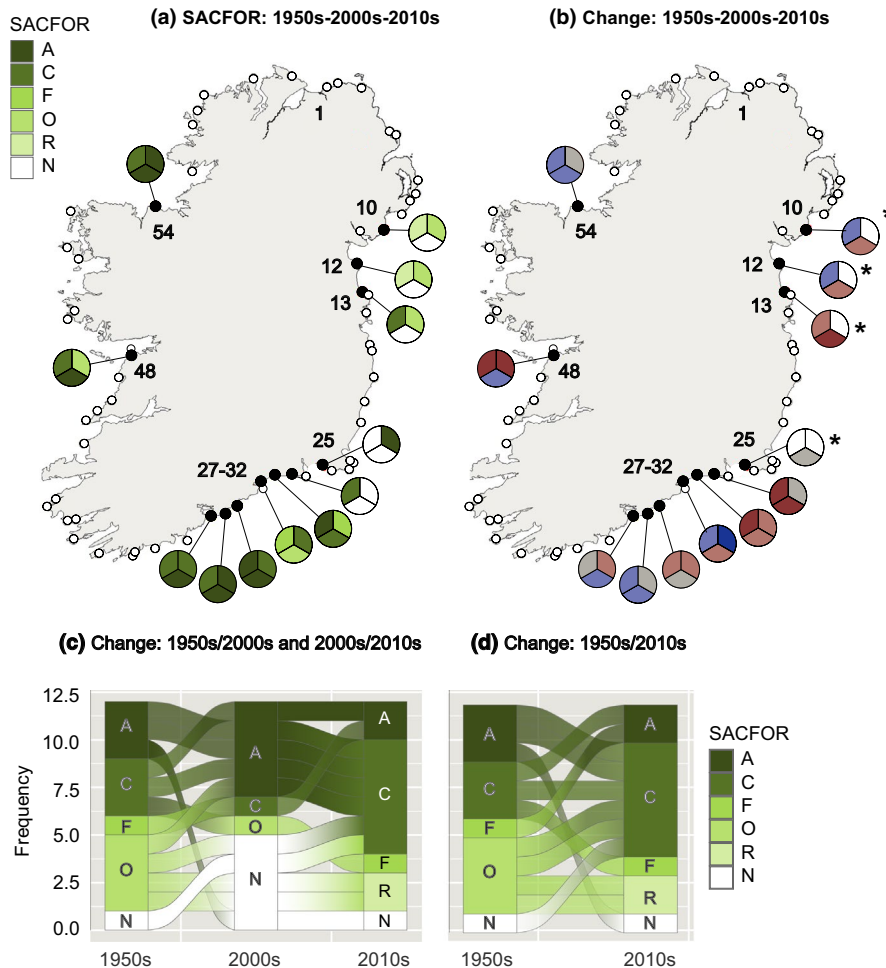 (a) SACFOR: 1950s-2000s-2010s
(b) Change: 1950s-2000s-2010s
SACFOR
A
C
F
O
R
N
1
10
12
13
25
27-32
48
54
1
10
*
12
*
13
*
25
*
27-32
48
54
(c) Change: 1950s/2000s and 2000s/2010s
(d) Change: 1950s/2010s
Frequency
12.5
10.0
7.5
5.0
2.5
0.0
A
C
F
O
N
A
C
O
N
A
C
F
R
N
1950s
2000s
2010s
A
C
F
O
N
A
C
F
R
N
1950s
2010s
SACFOR
A
C
F
O
R
N